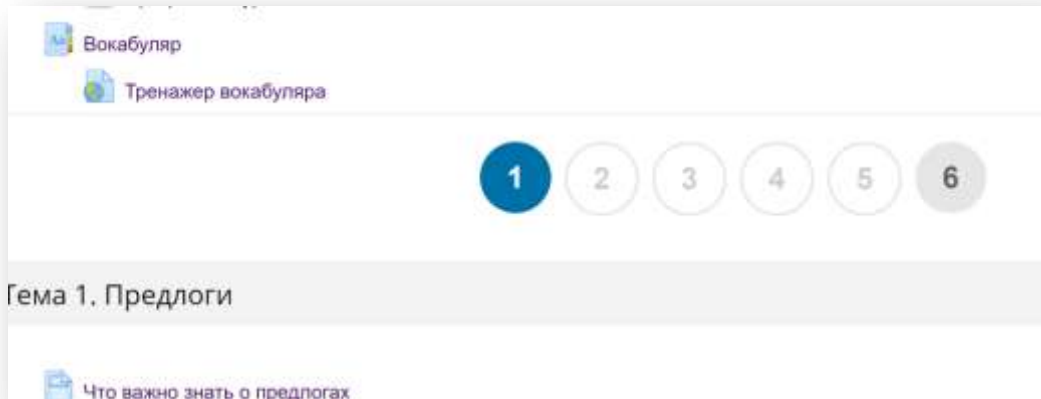 Вокабуляр
Тренажер вокабуляра
1 2 3 4 5 6
Тема 1. Предлоги
Что важно знать о предлогах